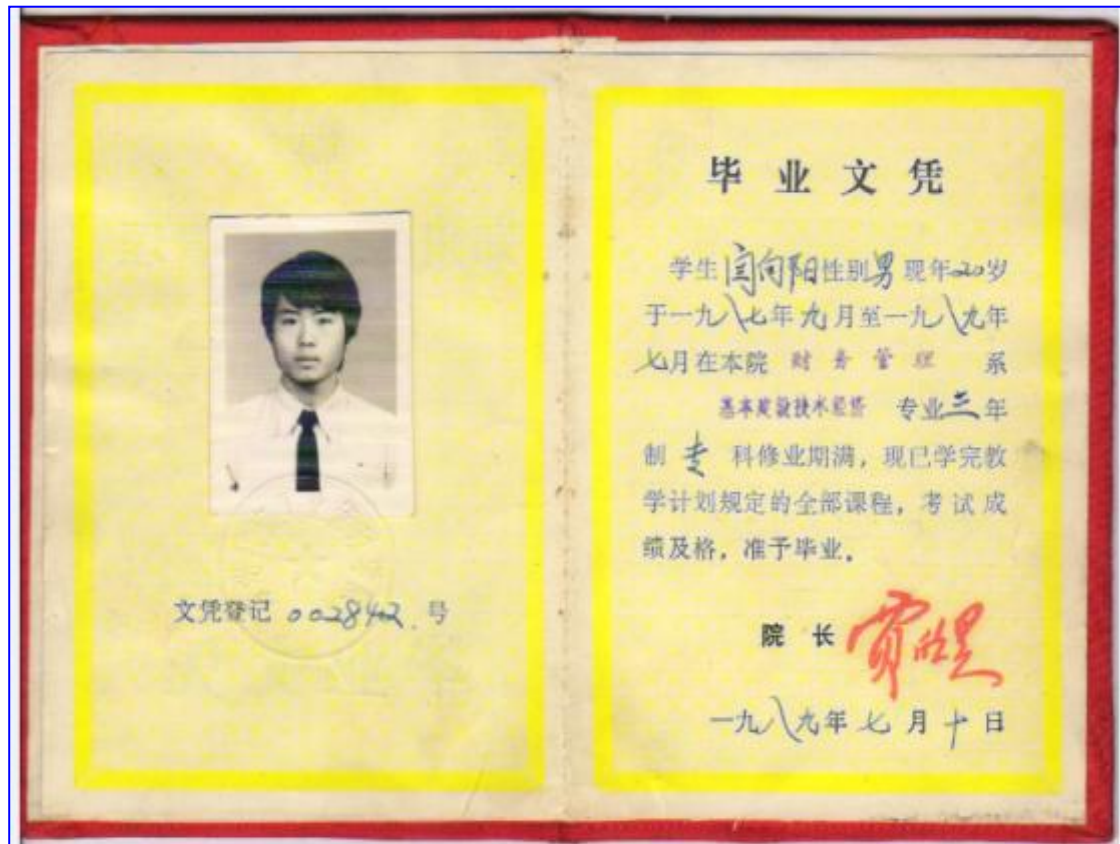 文凭登记 0028422 号
毕业文凭
学生闫向阳性别男现年20岁
于一九八七年九月至一九八九年
七月在本院 财务管理 系
基本建设技术经济 专业二年
制 专 科修业期满，现已学完教
学计划规定的全部课程，考试成
绩及格，准予毕业。
院长
一九八九年七月十日